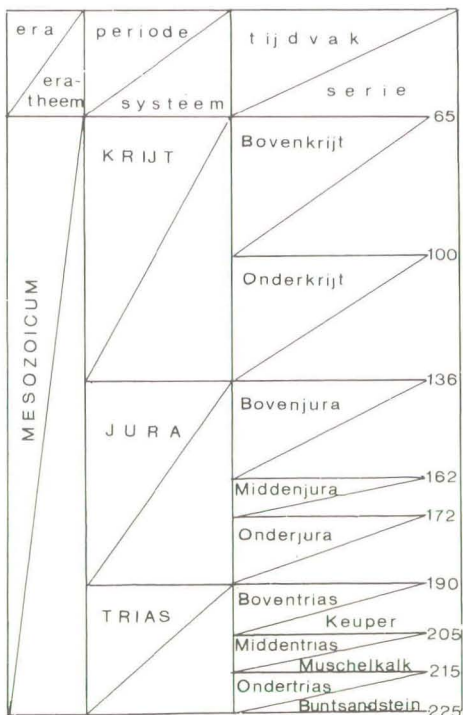 era periode tijdvak
era-
theem systeem serie
65
KRIJT Bovenkrijt
100
Onderkrijt
MESOZOICUM
136
JURA Bovenjura
162
Middenjura
172
Onderjura
190
TRIAS Boventrias
Keuper
205
Middentrias
Muschelkalk
215
Ondertrias
Buntsandstein
225